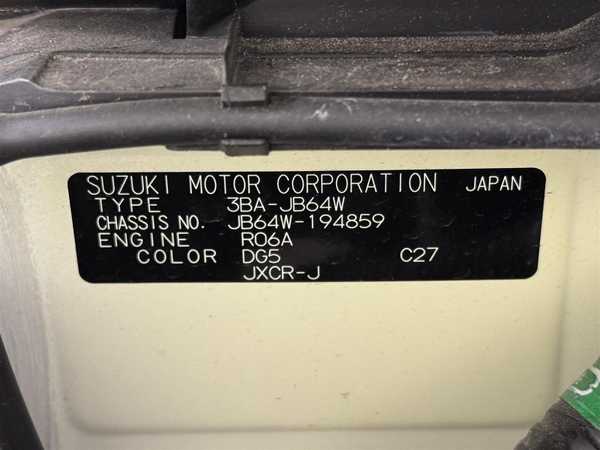 SUZUKI MOTOR CORPORATION JAPAN
TYPE 3BA-JB64W
CHASSIS NO. JB64W-194859
ENGINE R06A
COLOR DG5 C27
JXCR-J